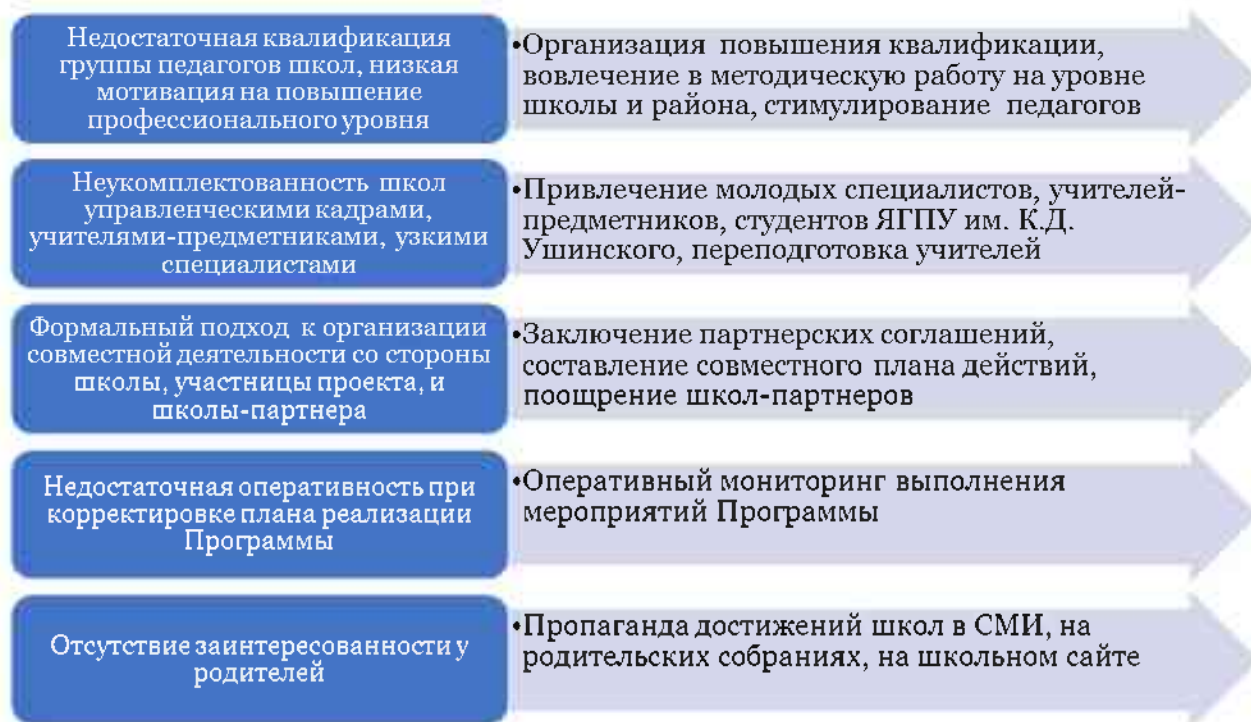 Недостаточная квалификация
группы педагогов школ, низкая
мотивация на повышение
профессионального уровня
•Организация повышения квалификации,
вовлечение в методическую работу на уровне
школы и района, стимулирование педагогов
Неукомплектованность школ
управленческими кадрами,
учителями-предметниками, узкими
специалистами
•Привлечение молодых специалистов, учителей-
предметников, студентов ЯГПУ им. К.Д.
Ушинского, переподготовка учителей
Формальный подход к организации
совместной деятельности со стороны
школы, участницы проекта, и
школы-партнера
•Заключение партнерских соглашений,
составление совместного плана действий,
поощрение школ-партнеров
Недостаточная оперативность при
корректировке плана реализации
Программы
•Оперативный мониторинг выполнения
мероприятий Программы
Отсутствие заинтересованности у
родителей
•Пропаганда достижений школ в СМИ, на
родительских собраниях, на школьном сайте